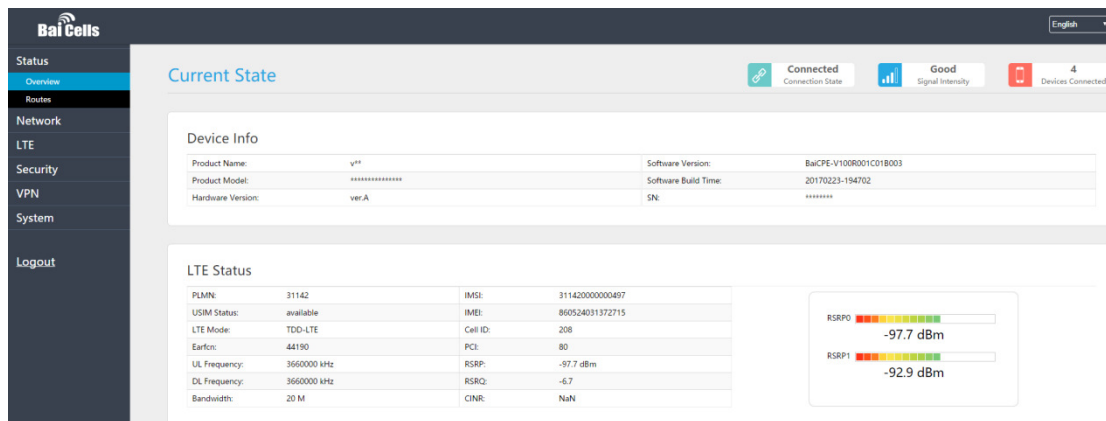 BaiCells
English
Status
Overview
Routes
Network
LTE
Security
VPN
System
Logout
Current State
Connected
Connection State
Good
Signal Intensity
4
Devices Connected
Device Info
Product Name: v** Software Version: BaiCPE-V100R001C01B003
Product Model: *************** Software Build Time: 20170223-194702
Hardware Version: ver.A SN: ********
LTE Status
PLMN: 31142 IMSI: 311420000000497
USIM Status: available IMEI: 860524031372715
LTE Mode: TDD-LTE Cell ID: 208
Earfcn: 44190 PCI: 80
UL Frequency: 3660000 kHz RSRP: -97.7 dBm
DL Frequency: 3660000 kHz RSRQ: -6.7
Bandwidth: 20 M CINR: NaN
RSRP0
-97.7 dBm
RSRP1
-92.9 dBm